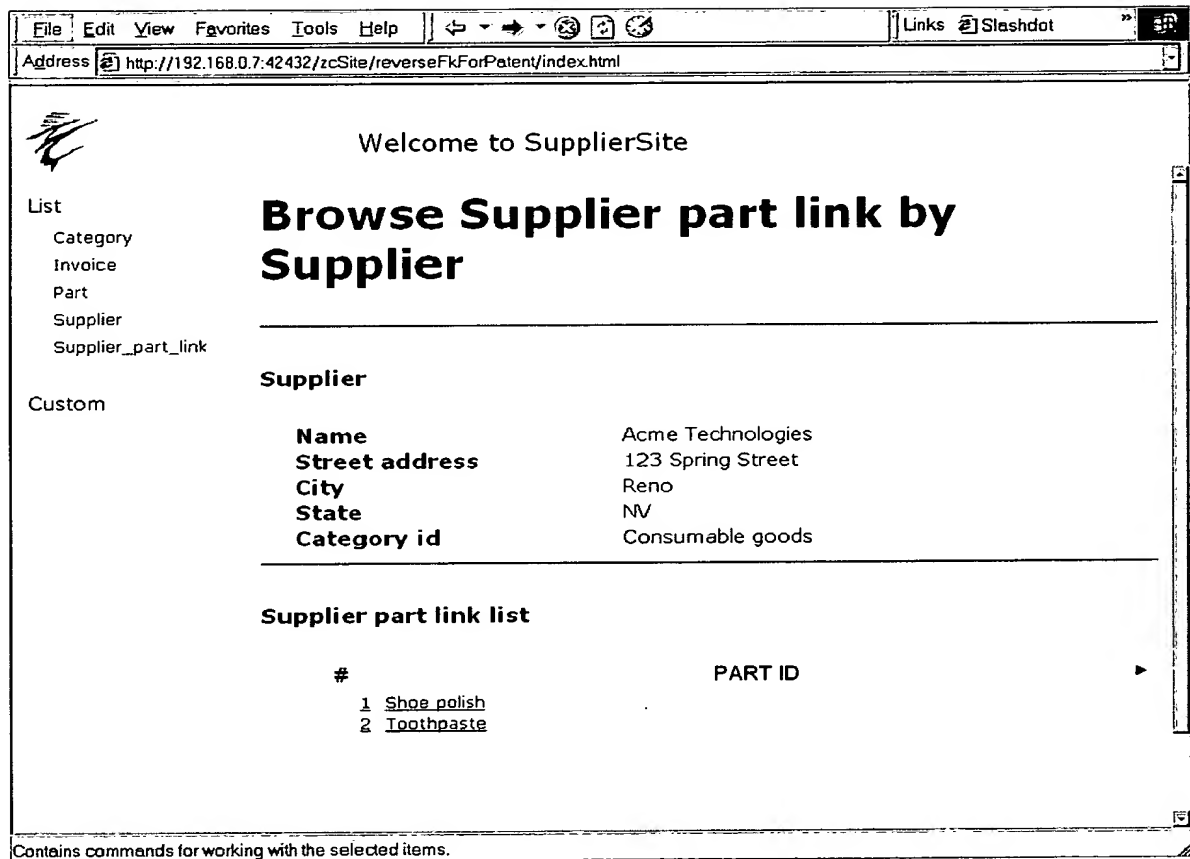 File Edit View Favorites Tools Help Links Slashdot »
Address http://192.168.0.7:42432/zcSite/reverseFkForPatent/index.html
Welcome to SupplierSite
List
Category
Invoice
Part
Supplier
Supplier_part_link
Custom
Browse Supplier part link by
Supplier
Supplier
Name Acme Technologies
Street address 123 Spring Street
City Reno
State NV
Category id Consumable goods
Supplier part link list
# PART ID
1 Shoe polish
2 Toothpaste
Contains commands for working with the selected items.